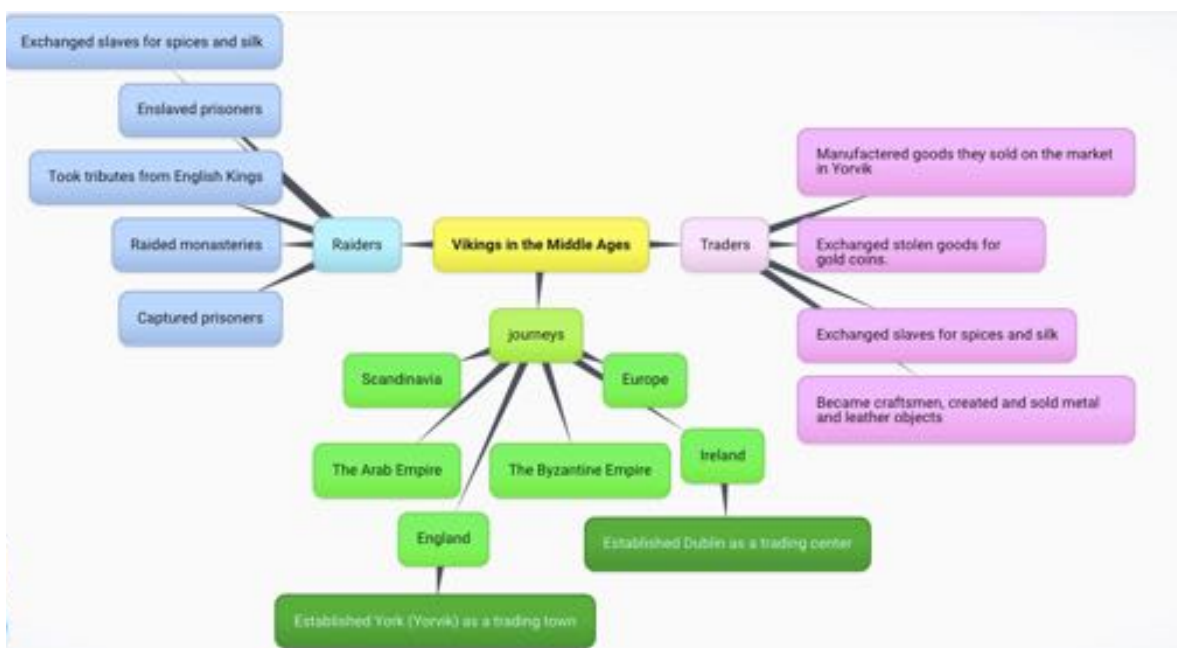 Exchanged slaves for spices and silk
Enslaved prisoners
Took tributes from English Kings
Raided monasteries
Captured prisoners
Raiders
Vikings in the Middle Ages
Traders
Manufactered goods they sold on the market
in Yorvik
Exchanged stolen goods for
gold coins.
Exchanged slaves for spices and silk
Became craftsmen, created and sold metal
and leather objects
journeys
Scandinavia
Europe
The Arab Empire
The Byzantine Empire
Ireland
England
Established Dublin as a trading center
Established York (Yorvik) as a trading town